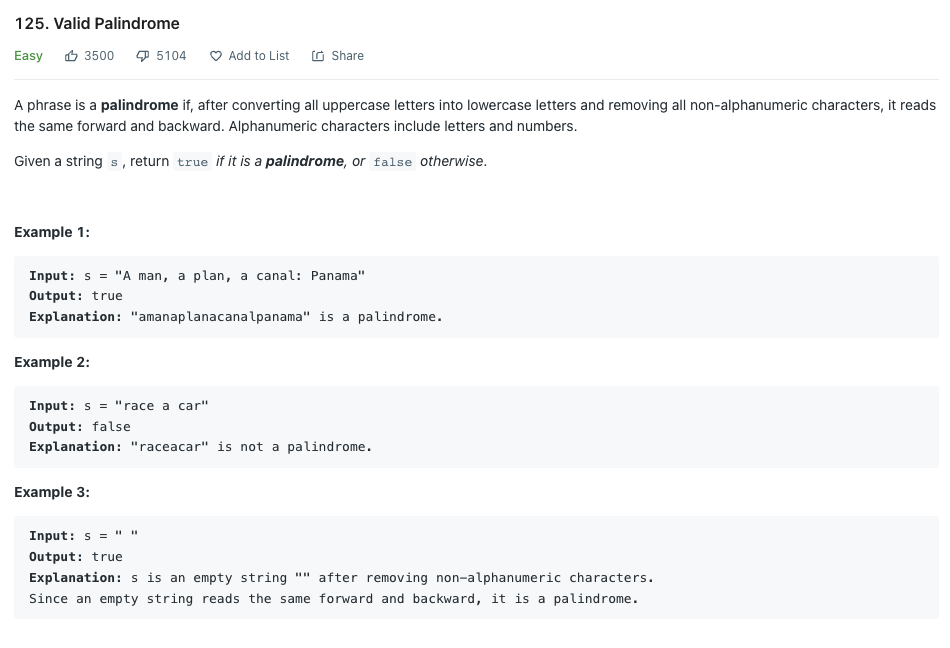 125. Valid Palindrome
Easy 3500 5104 Add to List Share
A phrase is a palindrome if, after converting all uppercase letters into lowercase letters and removing all non-alphanumeric characters, it reads
the same forward and backward. Alphanumeric characters include letters and numbers.
Given a string s, return true if it is a palindrome, or false otherwise.
Example 1:
Input: s = "A man, a plan, a canal: Panama"
Output: true
Explanation: "amanaplanacanalpanama" is a palindrome.
Example 2:
Input: s = "race a car"
Output: false
Explanation: "raceacar" is not a palindrome.
Example 3:
Input: s = " "
Output: true
Explanation: s is an empty string "" after removing non-alphanumeric characters.
Since an empty string reads the same forward and backward, it is a palindrome.